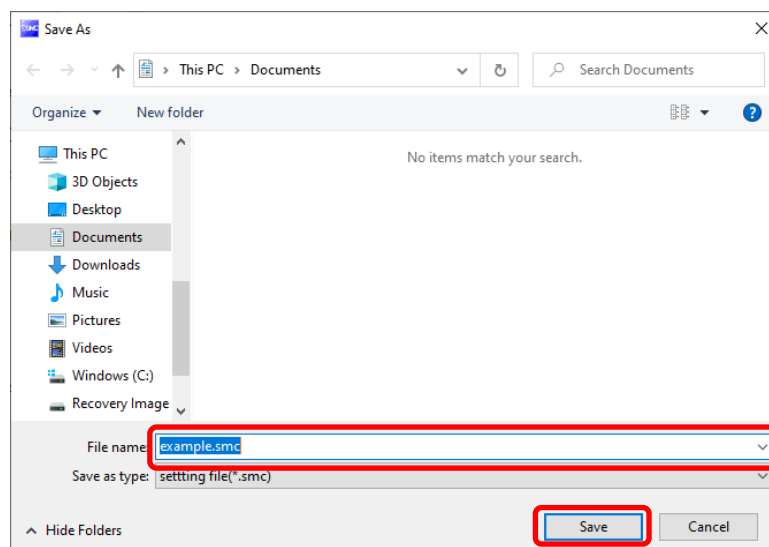 Save As
This PC > Documents
Search Documents
Organize
New folder
This PC
No items match your search.
3D Objects
Desktop
Documents
Downloads
Music
Pictures
Videos
Windows (C:)
Recovery Image
File name: example.smc
Save as type: settting file(*.smc)
Hide Folders
Save
Cancel